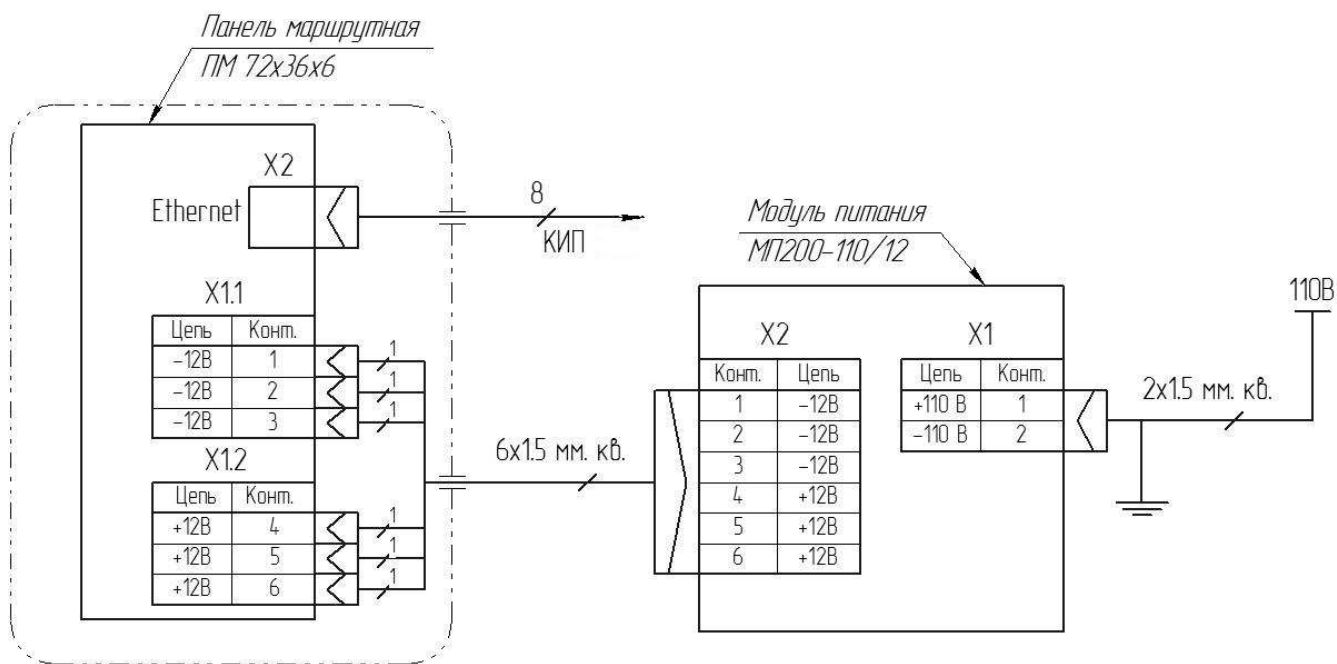 Панель маршрутная
ПМ 72х36х6
X2
Ethernet
8
КИП
X1.1
Цепь Конт.
-12В 1
-12В 2
-12В 3
1
1
1
X1.2
Цепь Конт.
+12В 4
+12В 5
+12В 6
1
1
1
6х1.5 мм. кв.
Модуль питания
МП200-110/12
X2
Конт. Цепь
1 -12В
2 -12В
3 -12В
4 +12В
5 +12В
6 +12В
X1
Цепь Конт.
+110 В 1
-110 В 2
2х1.5 мм. кв.
110В